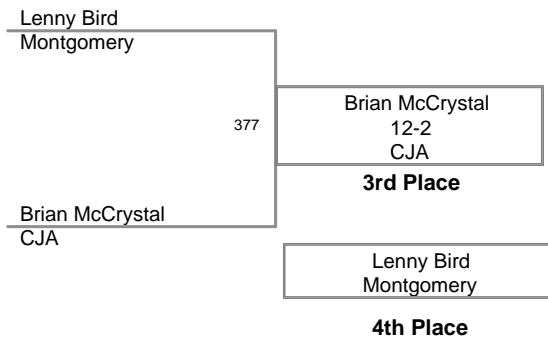 Lenny Bird
Montgomery
377
Brian McCrystal
12-2
CJA
3rd Place
Brian McCrystal
CJA
Lenny Bird
Montgomery
4th Place